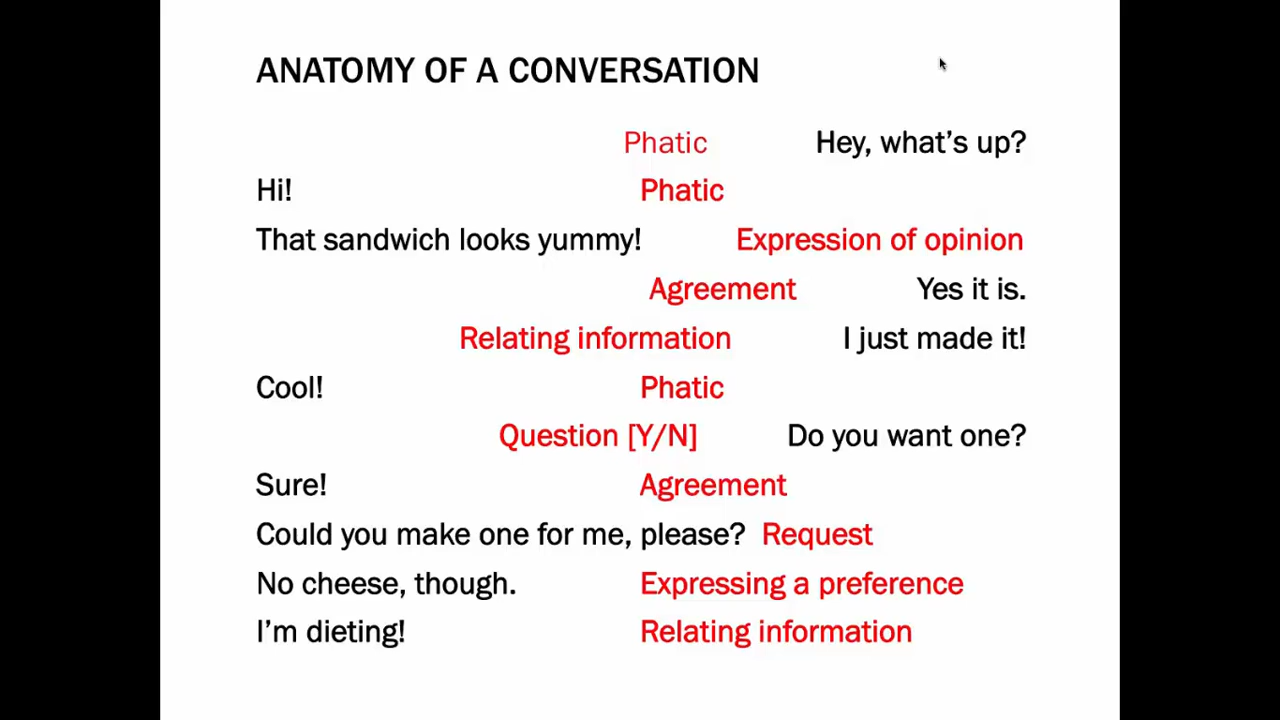 ANATOMY OF A CONVERSATION
Phatic Hey, what’s up?
Hi! Phatic
That sandwich looks yummy! Expression of opinion
Agreement Yes it is.
Relating information I just made it!
Cool! Phatic
Question [Y/N] Do you want one?
Sure! Agreement
Could you make one for me, please? Request
No cheese, though. Expressing a preference
I’m dieting! Relating information